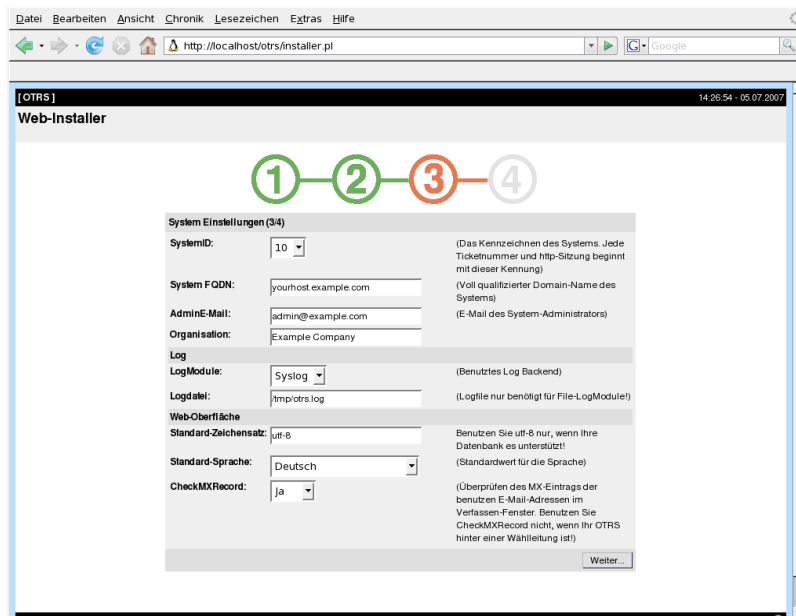 Datei Bearbeiten Ansicht Chronik Lesezeichen Extras Hilfe
http://localhost/otrs/installer.pl
G Google
[ OTRS ] 14:26:54 - 05.07.2007
Web-Installer
1 2 3 4
System Einstellungen (3/4)
SystemID: 10 (Das Kennzeichen des Systems. Jede
Ticketnummer und http-Sitzung beginnt
mit dieser Kennung)
System FQDN: yourhost.example.com (Voll qualifizierter Domain-Name des
Systems)
AdminE-Mail: admin@example.com (E-Mail des System-Administrators)
Organisation: Example Company
Log
LogModule: Syslog (Benutztes Log Backend)
Logdatei: /tmp/otrs.log (Logfile nur benötigt für File-LogModule!)
Web-Oberfläche
Standard-Zeichensatz: utf-8 Benutzen Sie utf-8 nur, wenn Ihre
Datenbank es unterstützt!
Standard-Sprache: Deutsch (Standardwert für die Sprache)
CheckMXRecord: Ja (Überprüfen des MX-Eintrags der
benutzen E-Mail-Adressen im
Verfassen-Fenster. Benutzen Sie
CheckMXRecord nicht, wenn Ihr OTRS
hinter einer Wählleitung ist!)
Weiter...